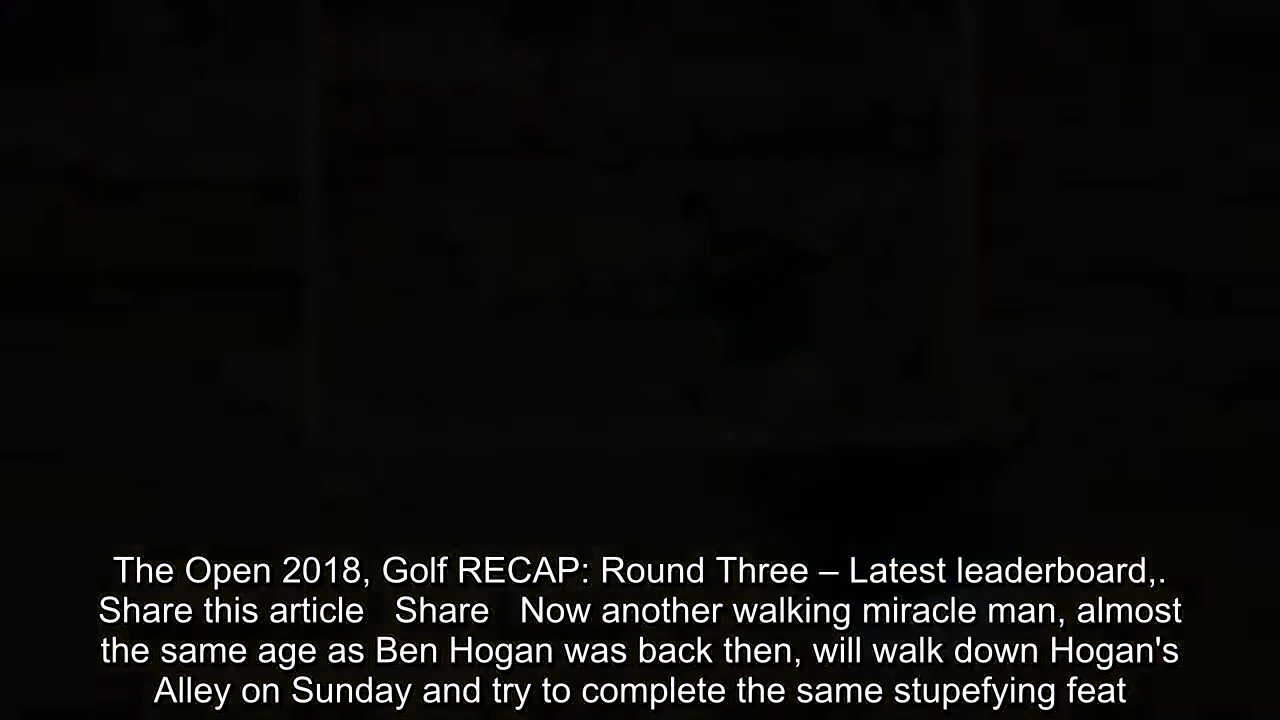 The Open 2018, Golf RECAP: Round Three – Latest leaderboard,.
Share this article   Share   Now another walking miracle man, almost
the same age as Ben Hogan was back then, will walk down Hogan's
Alley on Sunday and try to complete the same stupefying feat